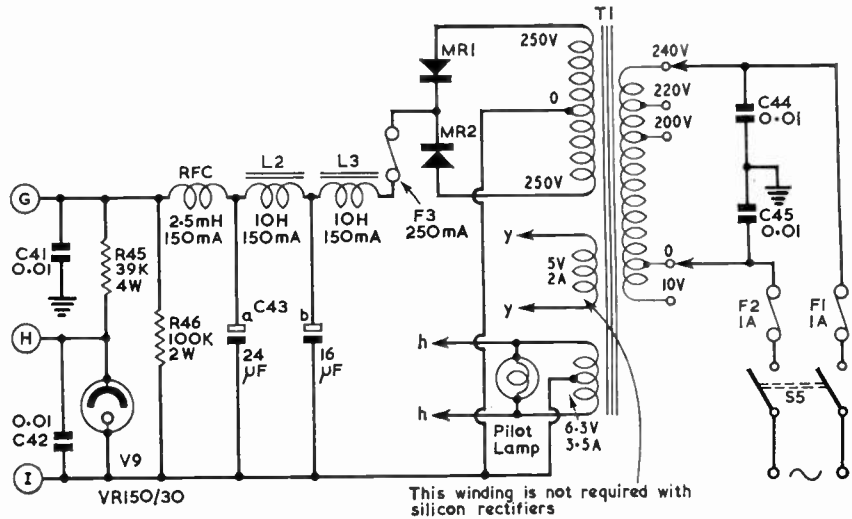 T1
MR1
250V
240V
O
220V
200V
C44
0·01
MR2
RFC
L2
L3
250V
G
2·5mH
150mA
10H
150mA
10H
150mA
F3
250mA
C45
0·01
C41
0·01
R45
39K
4W
y
5V
2A
O
10V
F2
1A
F1
1A
a
C43
b
y
H
R46
100K
2W
24
μF
16
μF
h
h
S5
0·01
C42
Pilot
Lamp
6·3V
3·5A
V9
I
VR150/30
This winding is not required with
silicon rectifiers